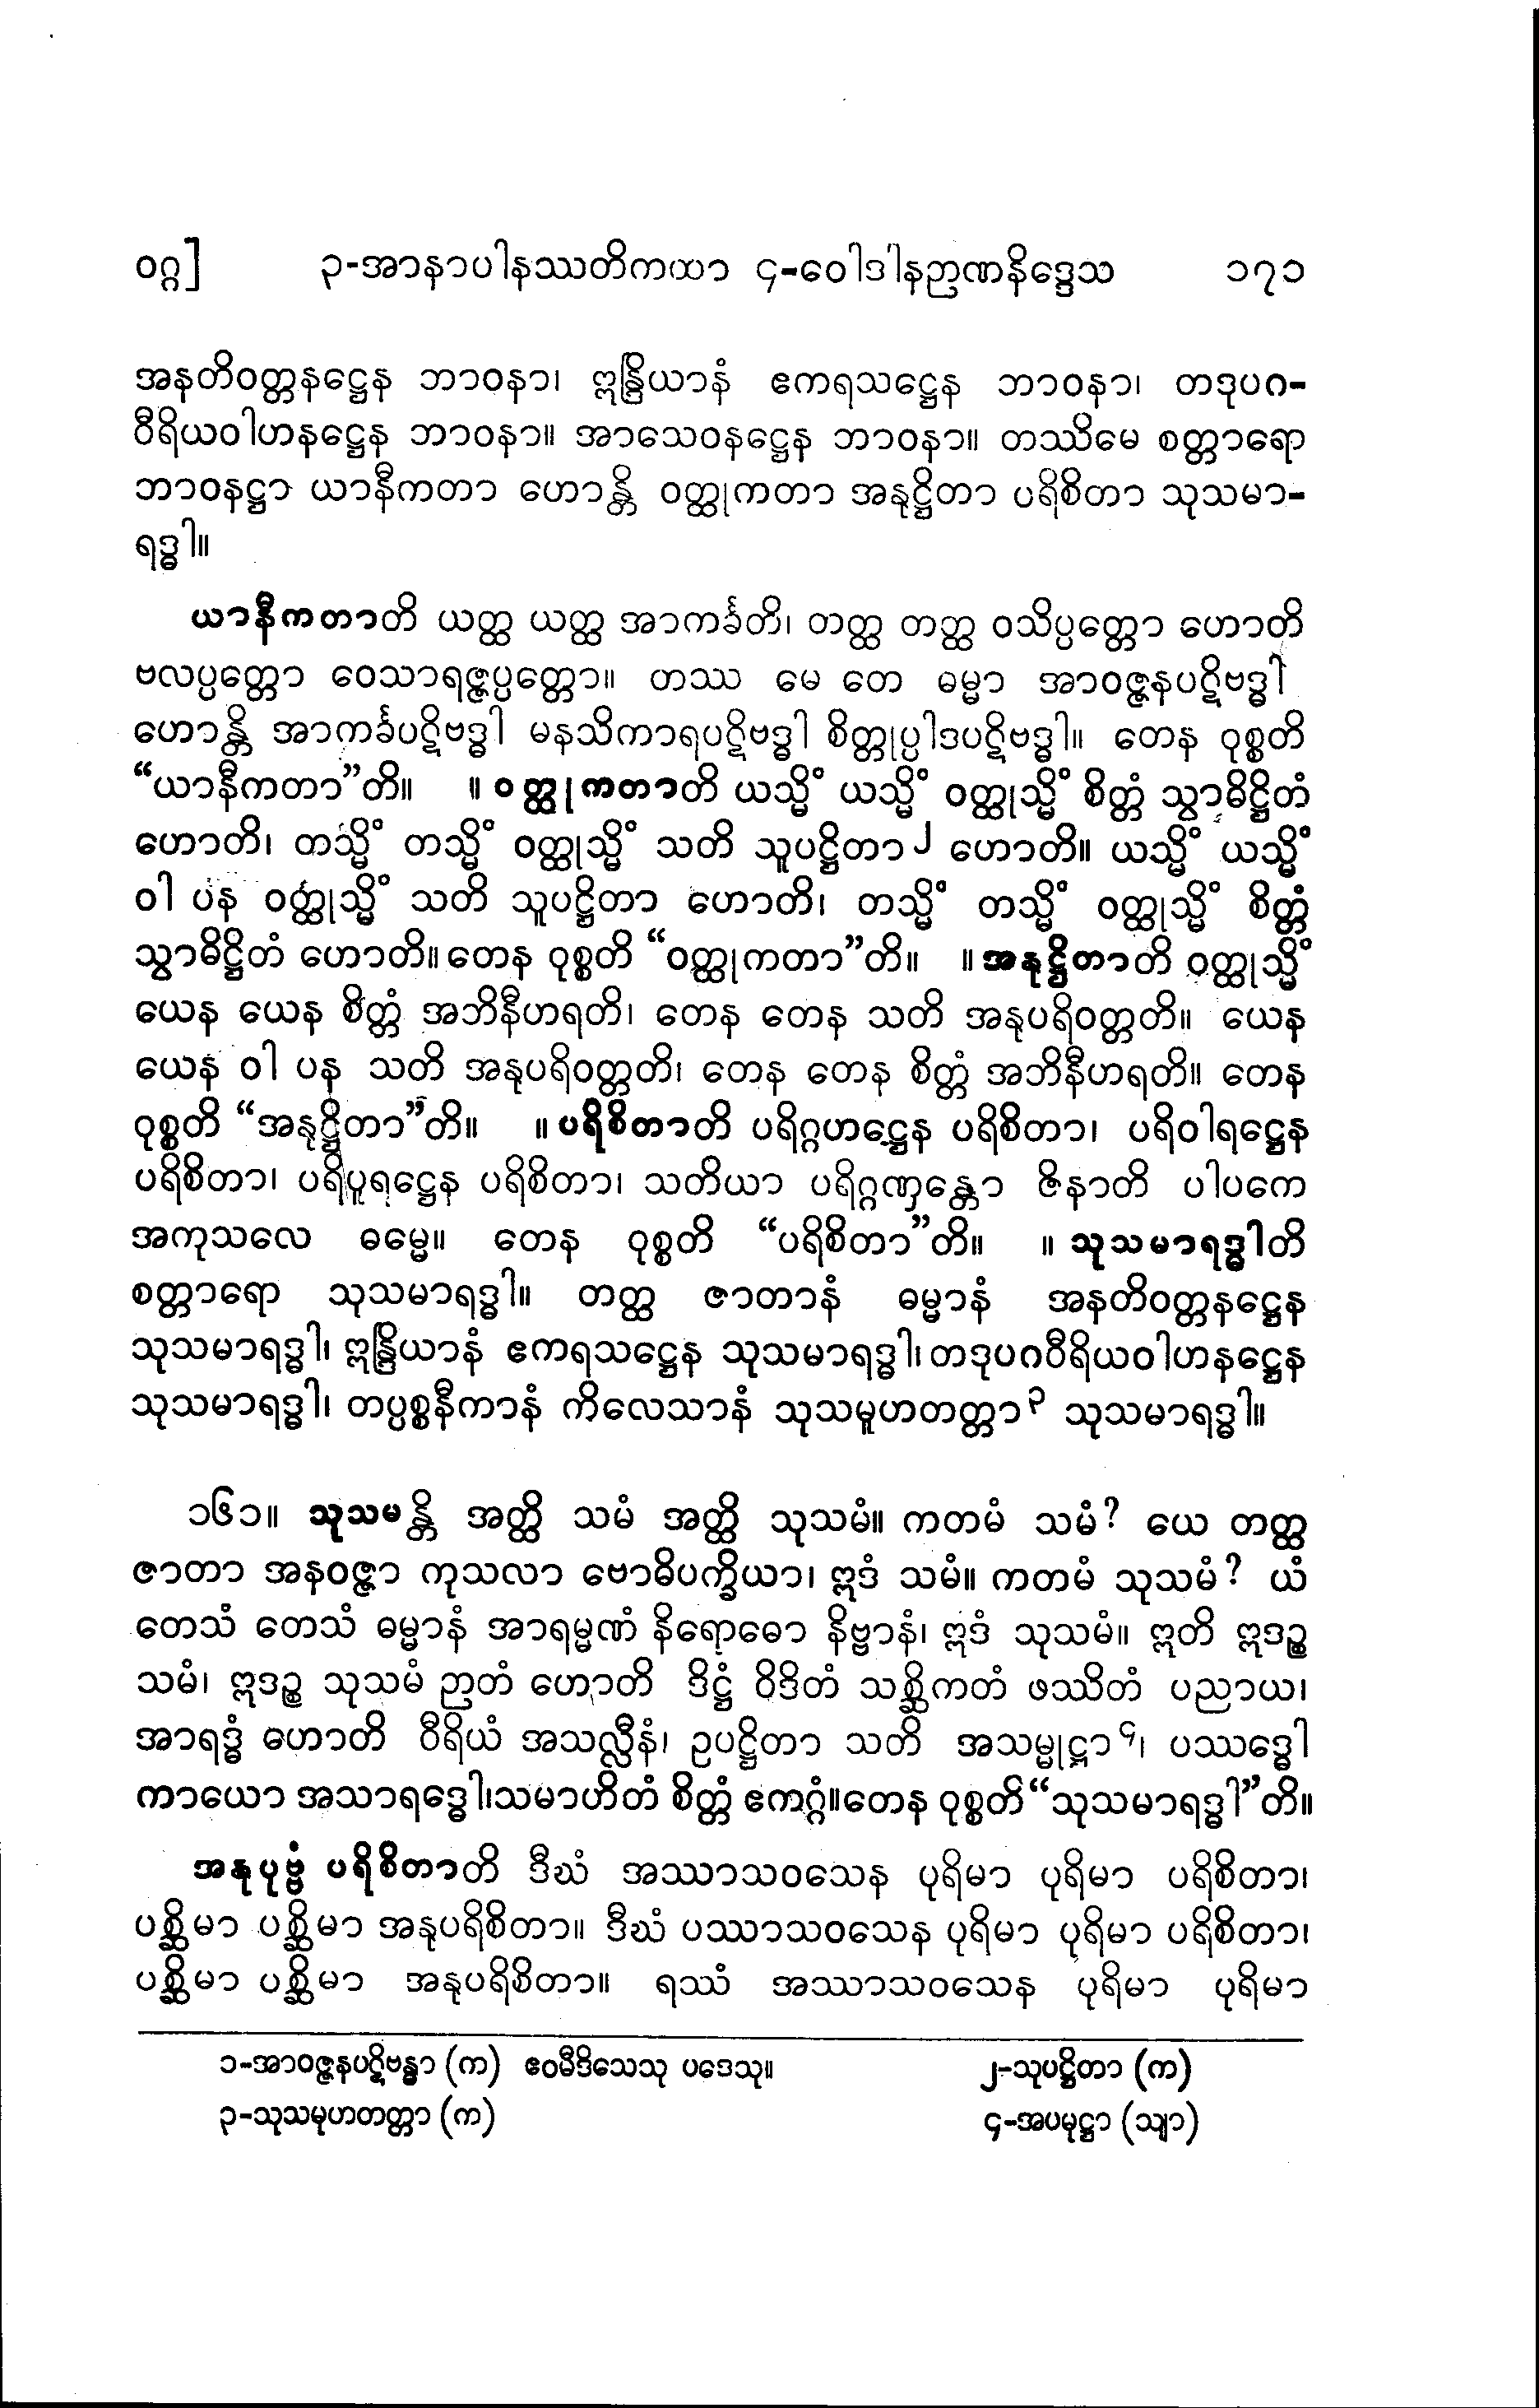 ဝဂ္ဂ] ၃-အာနာပါနဿတိကထာ ၄-ဝေါဒါနဉာဏနိဒ္ဒေသ ၁၇၁
အနတိဝတ္တနဋ္ဌေန ဘာဝနာ၊ ဣန္ဒြိယာနံ ဧကရသဋ္ဌေန ဘာဝနာ၊ တဒုပဂ-
ဝီရိယဝါဟနဋ္ဌေန ဘာဝနာ။ အာသေဝနဋ္ဌေန ဘာဝနာ။ တဿိမေ စတ္တာရော
ဘာဝနဋ္ဌာ ယာနီကတာ ဟောန္တိ ဝတ္ထုကတာ အနုဋ္ဌိတာ ပရိစိတာ သုသမာ-
ရဒ္ဓါ။
ယာနီကတာတိ ယတ္ထ ယတ္ထ အာကင်္ခတိ၊ တတ္ထ တတ္ထ ဝသိပ္ပတ္တော ဟောတိ
ဗလပ္ပတ္တော ဝေသာရဇ္ဇပ္ပတ္တော။ တဿ မေ တေ ဓမ္မာ အာဝဇ္ဇနပဋိဗဒ္ဓါ
ဟောန္တိ အာကင်္ခပဋိဗဒ္ဓါ မနသိကာရပဋိဗဒ္ဓါ စိတ္တုပ္ပါဒပဋိဗဒ္ဓါ။ တေန ဝုစ္စတိ
“ယာနီကတာ”တိ။ ။ ဝတ္ထုကတာတိ ယသ္မိံ ယသ္မိံ ဝတ္ထုသ္မိံ စိတ္တံ သွာဓိဋ္ဌိတံ
ဟောတိ၊ တသ္မိံ တသ္မိံ ဝတ္ထုသ္မိံ သတိ သူပဋ္ဌိတာ၂ ဟောတိ။ ယသ္မိံ ယသ္မိံ
ဝါ ပန ဝတ္ထုသ္မိံ သတိ သူပဋ္ဌိတာ ဟောတိ၊ တသ္မိံ တသ္မိံ ဝတ္ထုသ္မိံ စိတ္တံ
သွာဓိဋ္ဌိတံ ဟောတိ။ တေန ဝုစ္စတိ “ဝတ္ထုကတာ”တိ။ ။ အနုဋ္ဌိတာတိ ဝတ္ထုသ္မိံ
ယေန ယေန စိတ္တံ အဘိနီဟရတိ၊ တေန တေန သတိ အနုပရိဝတ္တတိ။ ယေန
ယေန ဝါ ပန သတိ အနုပရိဝတ္တတိ၊ တေန တေန စိတ္တံ အဘိနီဟရတိ။ တေန
ဝုစ္စတိ “အနုဋ္ဌိတာ”တိ။ ။ ပရိစိတာတိ ပရိဂ္ဂဟဋ္ဌေန ပရိစိတာ၊ ပရိဝါရဋ္ဌေန
ပရိစိတာ၊ ပရိပူရဋ္ဌေန ပရိစိတာ၊ သတိယာ ပရိဂ္ဂဏှန္တော ဇိနာတိ ပါပကေ
အကုသလေ ဓမ္မေ။ တေန ဝုစ္စတိ “ပရိစိတာ”တိ။ ။ သုသမာရဒ္ဓါတိ
စတ္တာရော သုသမာရဒ္ဓါ။ တတ္ထ ဇာတာနံ ဓမ္မာနံ အနတိဝတ္တနဋ္ဌေန
သုသမာရဒ္ဓါ၊ ဣန္ဒြိယာနံ ဧကရသဋ္ဌေန သုသမာရဒ္ဓါ၊ တဒုပဂဝီရိယဝါဟနဋ္ဌေန
သုသမာရဒ္ဓါ၊ တပ္ပစ္စနီကာနံ ကိလေသာနံ သုသမူဟတတ္တာ၃ သုသမာရဒ္ဓါ။
၁၆၁။ သုသမန္တိ အတ္ထိ သမံ အတ္ထိ သုသမံ။ ကတမံ သမံ? ယေ တတ္ထ
ဇာတာ အနဝဇ္ဇာ ကုသလာ ဗောဓိပက္ခိယာ၊ ဣဒံ သမံ။ ကတမံ သုသမံ? ယံ
တေသံ တေသံ ဓမ္မာနံ အာရမ္မဏံ နိရောဓော နိဗ္ဗာနံ၊ ဣဒံ သုသမံ။ ဣတိ ဣဒဉ္စ
သမံ၊ ဣဒဉ္စ သုသမံ ဉာတံ ဟောတိ ဒိဋ္ဌံ ဝိဒိတံ သစ္ဆိကတံ ဖဿိတံ ပညာယ၊
အာရဒ္ဓံ ဟောတိ ဝီရိယံ အသလ္လီနံ၊ ဥပဋ္ဌိတာ သတိ အသမ္မုဋ္ဌာ၄၊ ပဿဒ္ဓေါ
ကာယော အသာရဒ္ဓေါ၊သမာဟိတံ စိတ္တံ ဧကဂ္ဂံ။တေန ဝုစ္စတိ“သုသမာရဒ္ဓါ”တိ။
အနုပုဗ္ဗံ ပရိစိတာတိ ဒီဃံ အဿာသဝသေန ပုရိမာ ပုရိမာ ပရိစိတာ၊
ပစ္ဆိမာ ပစ္ဆိမာ အနုပရိစိတာ။ ဒီဃံ ပဿာသဝသေန ပုရိမာ ပုရိမာ ပရိစိတာ၊
ပစ္ဆိမာ ပစ္ဆိမာ အနုပရိစိတာ။ ရဿံ အဿာသဝသေန ပုရိမာ ပုရိမာ
၁-အာဝဇ္ဇနပဋိဗန္ဓာ (က) ဧဝမီဒိသေသု ပဒေသု။ ၂-သုပဋ္ဌိတာ (က)
၃-သုသမုဟတတ္တာ (က) ၄-အပမုဋ္ဌာ (သျာ)